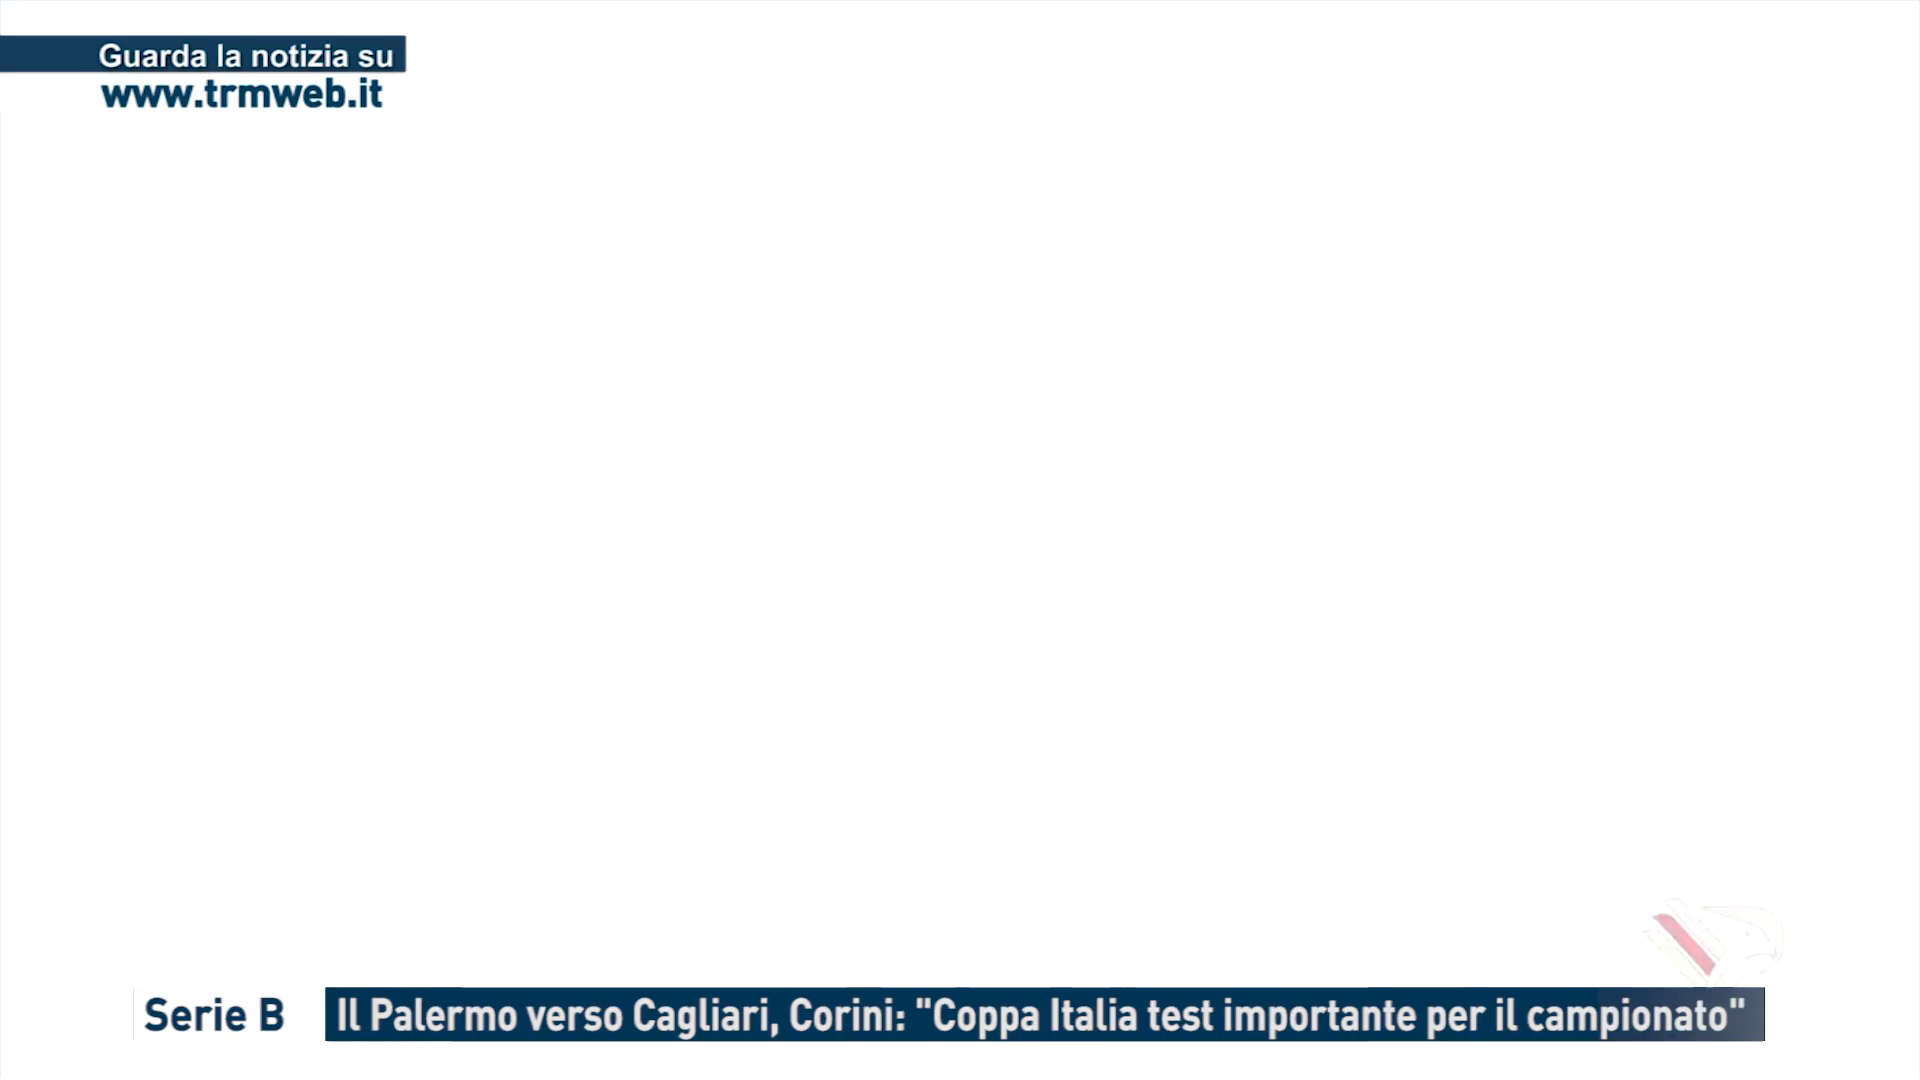 Guarda la notizia su
www.trmweb.it
Serie B Il Palermo verso Cagliari, Corini: "Coppa Italia test importante per il campionato"